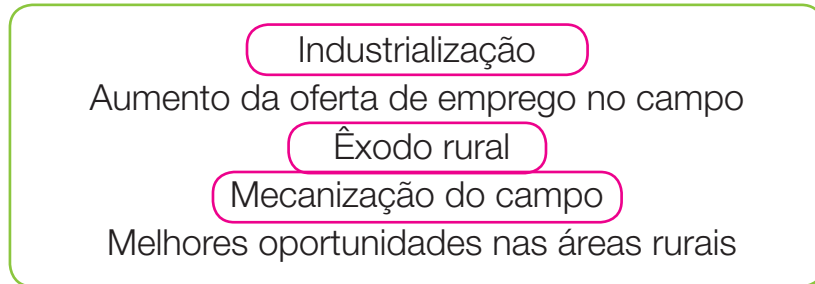 Industrialização
Aumento da oferta de emprego no campo
Êxodo rural
Mecanização do campo
Melhores oportunidades nas áreas rurais